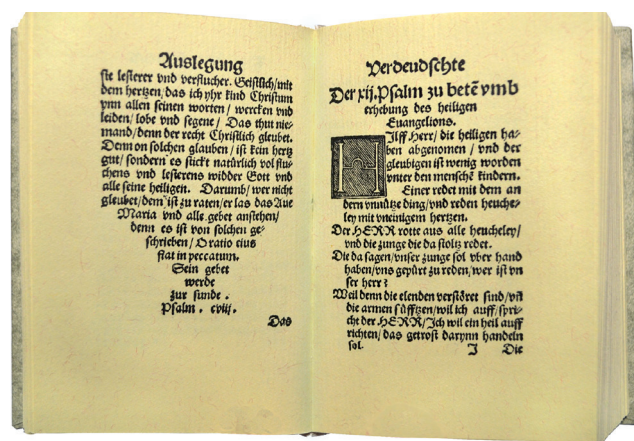 Auslegung
sie lesterer vnd verflucher. Geistlich/mit
dem hertzen/das ich yhr kind Christum
ynn allen seinen worten/wercken vnd
leiden/lobe vnd segene/Das thut nie-
mand/denn der recht Christlich gleubet.
Denn on solchen glauben/ist kein hertz
gut/sondern es stickt natürlich vol flu-
chens vnd lesterens widder Gott vnd
alle seine heiligen. Darumb/wer nicht
gleubet/dem ist zu raten/er las das Aue
Maria vnd alle gebet anstehen/
denn es ist von solchen ge-
schrieben/Oratio eius
fiat in peccatum.
Sein gebet
werde
zur sunde.
Psalm. cviij.
Das
Verdeudschte
Der xij. Psalm zu betē vmb
erhebung des heiligen
Euangelions.
HIlff Herr/die heiligen ha-
ben abgenomen/vnd der
gleubigen ist wenig worden
vnter den menschē kindern.
Einer redet mit dem an
dern vnnütze ding/vnd reden heuche-
ley mit vneinigem hertzen.
Der HERR rotte aus alle heucheley/
vnd die zunge die da stoltz redet.
Die da sagen/vnser zunge sol vber hand
haben/vns gepürt zu reden/wer ist vn
ser herr?
Weil denn die elenden verstöret sind/vñ
die armen süfftzen/wil ich auff/spri-
cht der HERR/Ich wil ein heil auff
richten/das getrost darynn handeln
sol. I Die